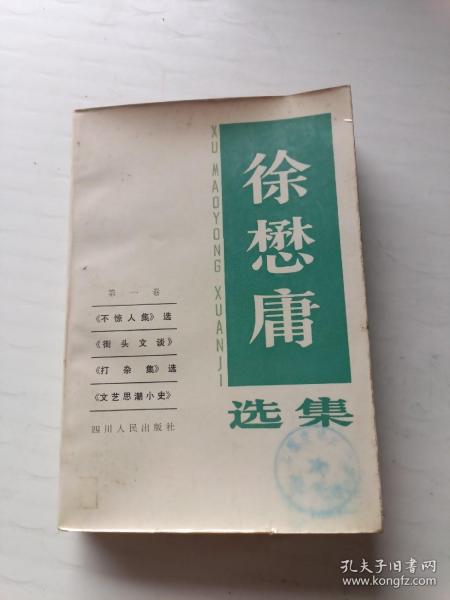 徐懋庸
选集
XU MAOYONG XUANJI
第一卷
《不惊人集》选
《街头文谈》
《打杂集》选
《文艺思潮小史》
四川人民出版社
孔夫子旧书网
www.kongfz.com